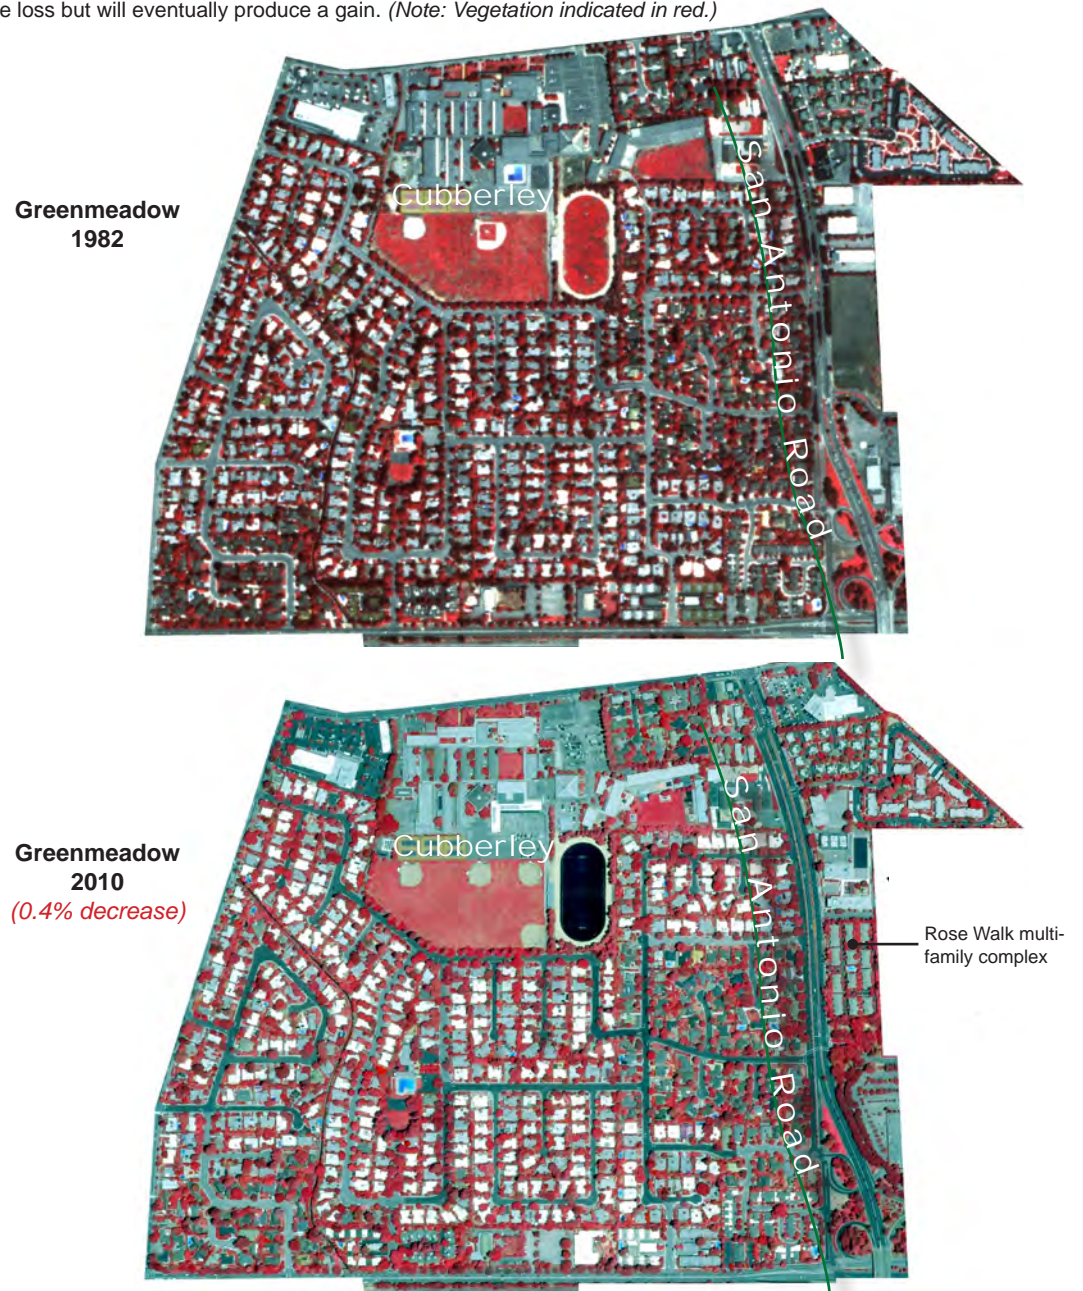 e loss but will eventually produce a gain. (Note: Vegetation indicated in red.)
Greenmeadow
1982
Cubberley
San Antonio Road
Greenmeadow
2010
(0.4% decrease)
Cubberley
San Antonio Road
Rose Walk multi-
family complex